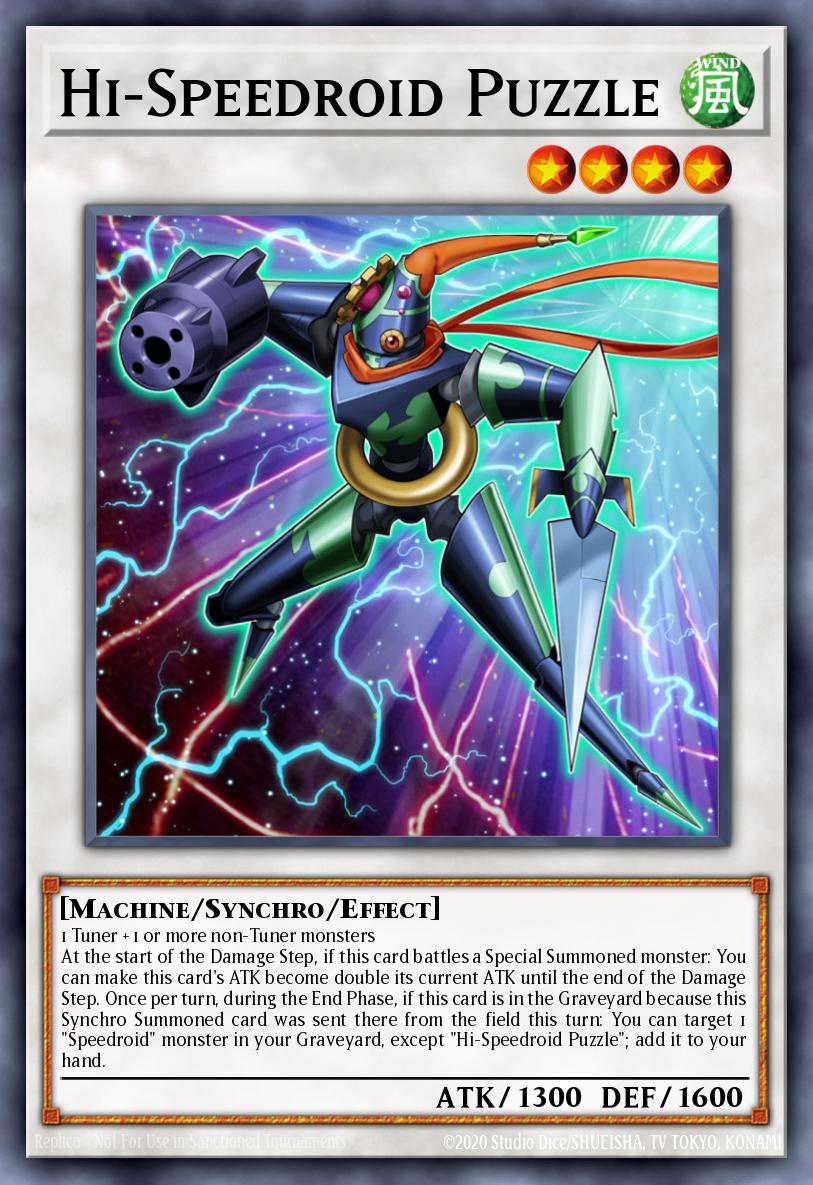 Hi-Speedroid Puzzle
WIND
風
[Machine/Synchro/Effect]
1 Tuner + 1 or more non-Tuner monsters
At the start of the Damage Step, if this card battles a Special Summoned monster: You
can make this card's ATK become double its current ATK until the end of the Damage
Step. Once per turn, during the End Phase, if this card is in the Graveyard because this
Synchro Summoned card was sent there from the field this turn: You can target 1
"Speedroid" monster in your Graveyard, except "Hi-Speedroid Puzzle"; add it to your
hand.
ATK/1300 DEF/1600
Replica - Not For Use in Sanctioned Tournaments
©2020 Studio Dice/SHUEISHA, TV TOKYO, KONAMI